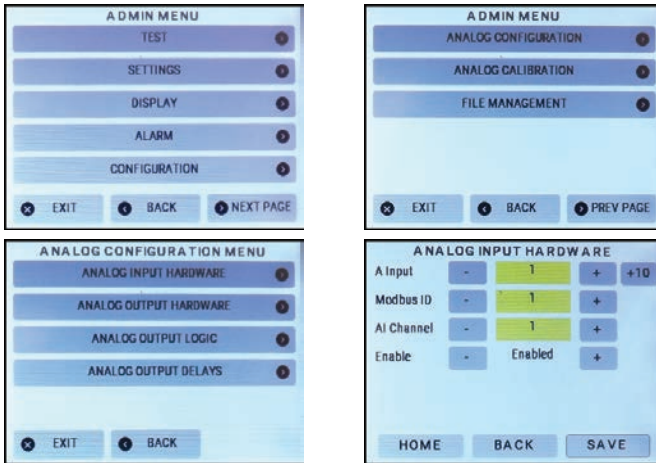 ADMIN MENU
TEST
SETTINGS
DISPLAY
ALARM
CONFIGURATION
EXIT BACK NEXT PAGE
ADMIN MENU
ANALOG CONFIGURATION
ANALOG CALIBRATION
FILE MANAGEMENT
EXIT BACK PREV PAGE
ANALOG CONFIGURATION MENU
ANALOG INPUT HARDWARE
ANALOG OUTPUT HARDWARE
ANALOG OUTPUT LOGIC
ANALOG OUTPUT DELAYS
EXIT BACK
ANALOG INPUT HARDWARE
A Input - 1 + +10
Modbus ID - 1 +
AI Channel - 1 +
Enable - Enabled +
HOME BACK SAVE